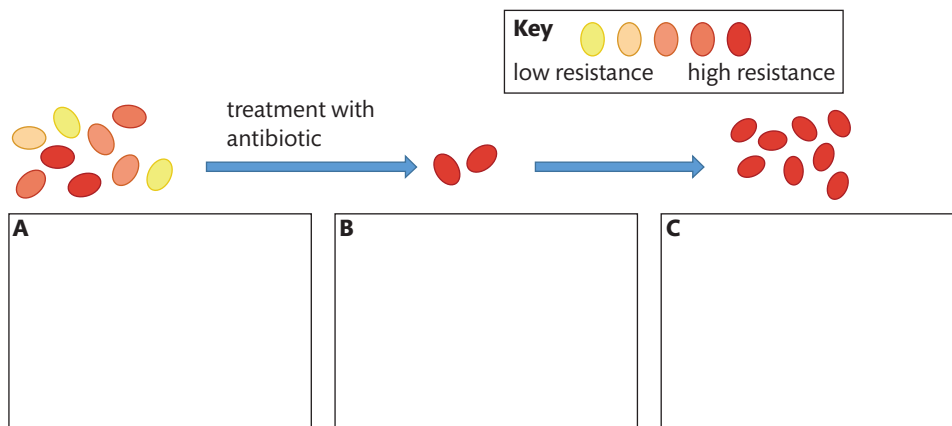 Key
low resistance high resistance
treatment with
antibiotic
A
B
C